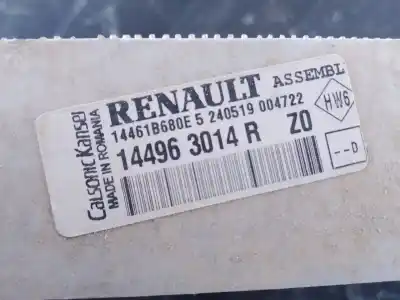 RENAULT ASSEMBL
14461B680E 5 240519 004722
14496 3014 R Z0
HW6
--D
Calsonic Kansei
MADE IN ROMANIA